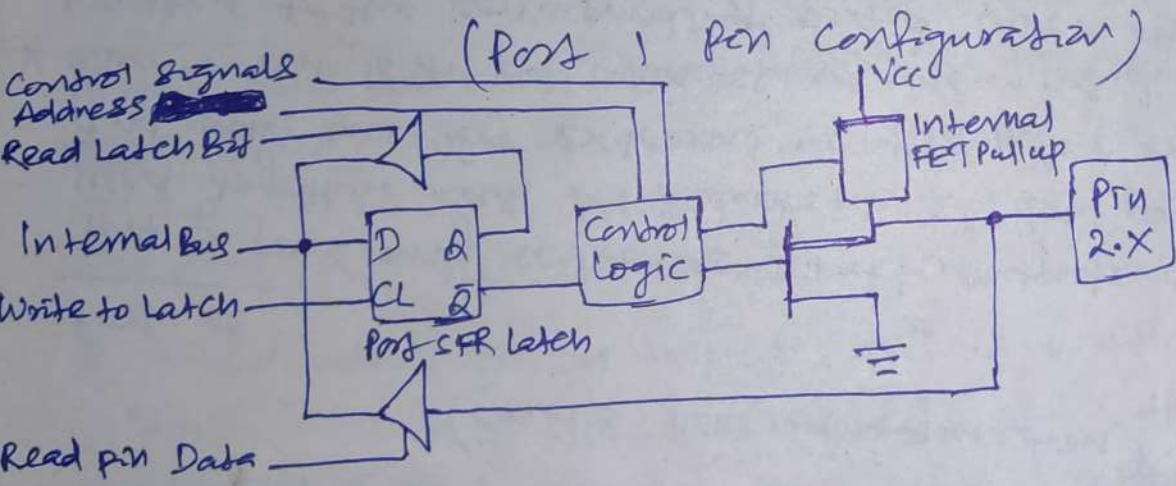 (Port 1 Pin Configuration)
Control Signals
Address
Read Latch Bit
Vcc
Internal
FET Pullup
Internal Bus
D Q
CL Q̅
Control
Logic
Pin
2.X
Write to Latch
Port SFR Latch
Read pin Data